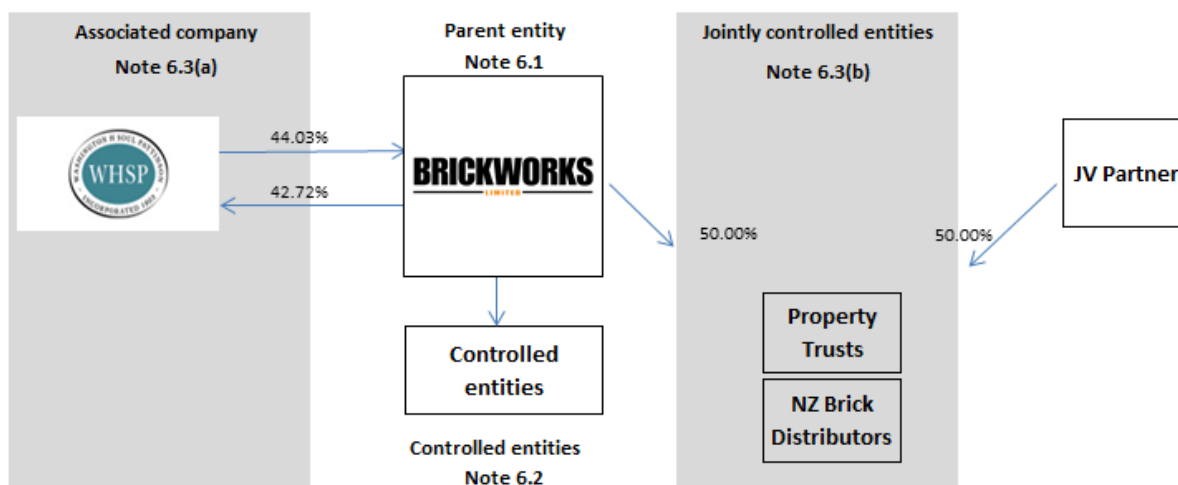 Associated company
Note 6.3(a)
WASHINGTON H SOUL PATTINSON
WHSP
INCORPORATED 1903
44.03%
42.72%
Parent entity
Note 6.1
BRICKWORKS
LIMITED
Controlled
entities
Controlled entities
Note 6.2
Jointly controlled entities
Note 6.3(b)
50.00%
50.00%
Property
Trusts
NZ Brick
Distributors
JV Partner